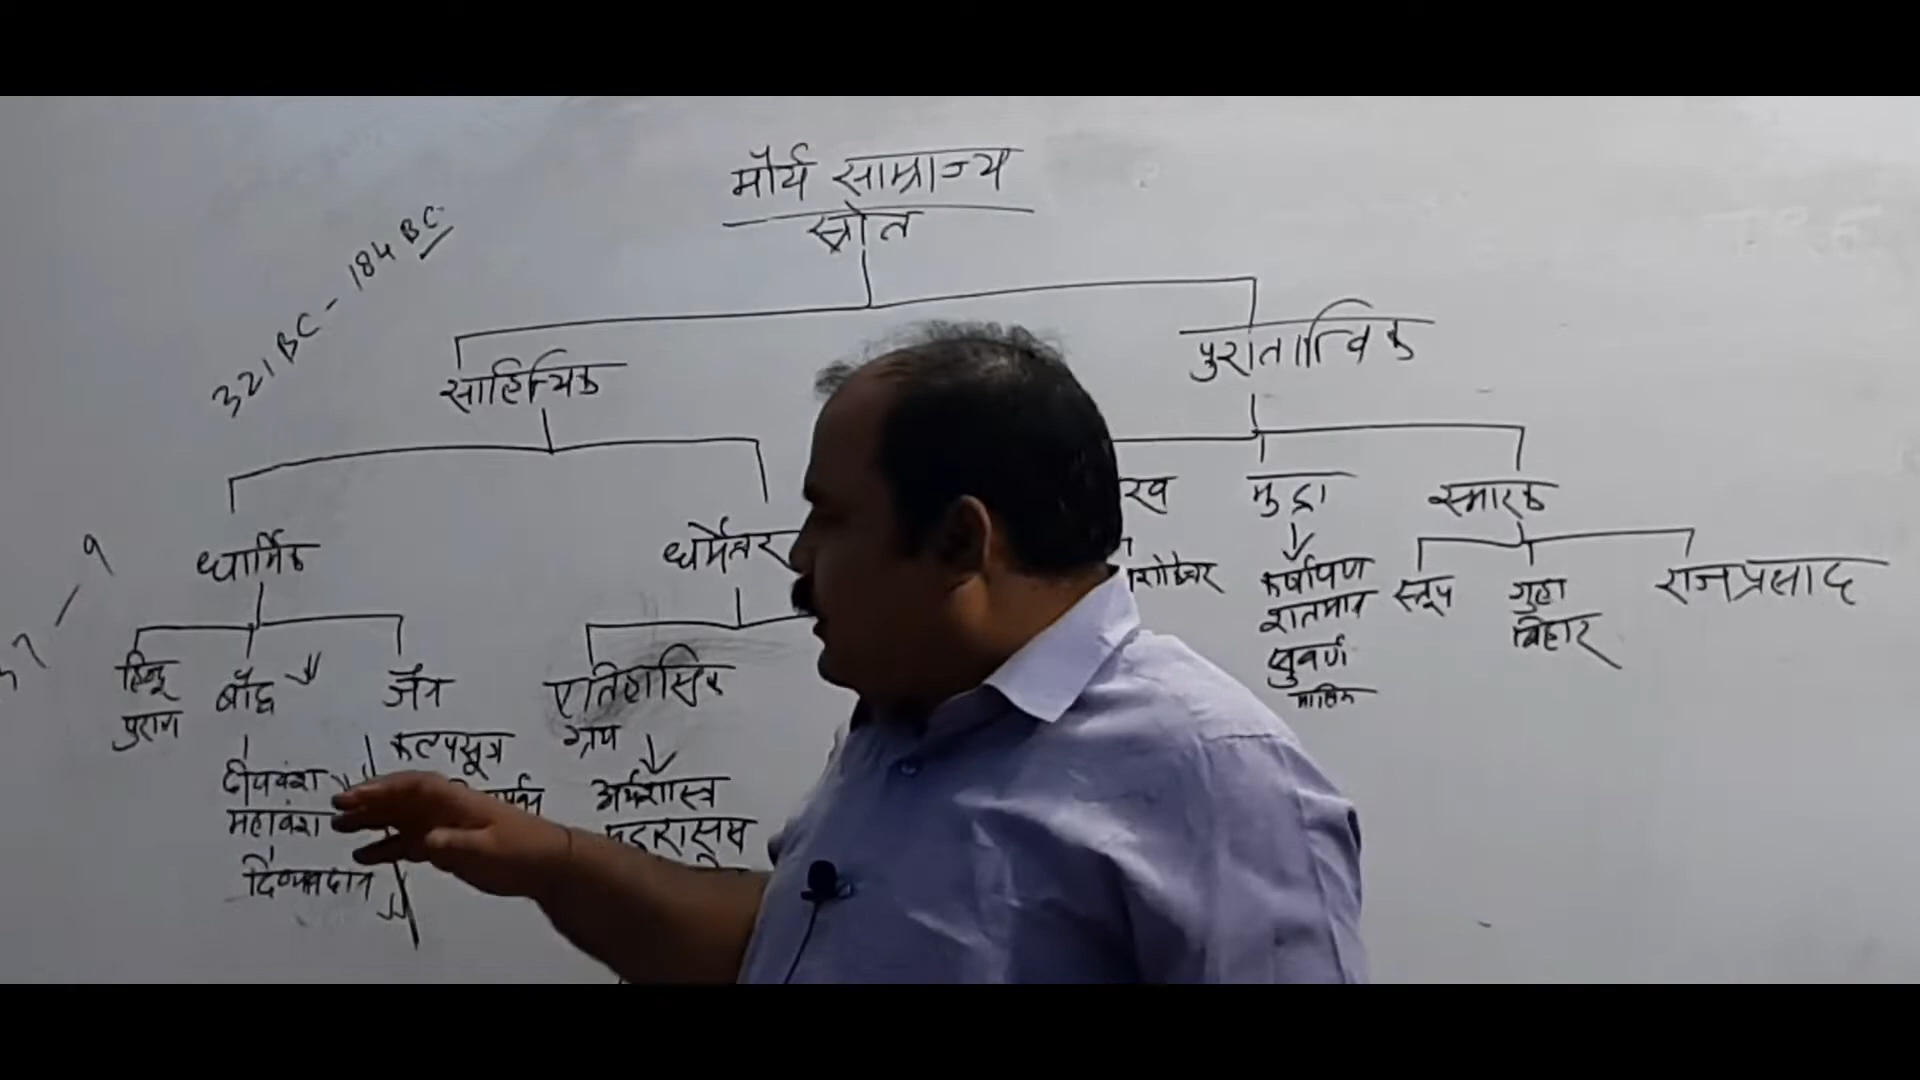 मौर्य साम्राज्य
स्रोत
321 BC - 184 BC
साहित्यिक
पुरातात्विक
धार्मिक
धर्मेत्तर
मुद्रा
स्मारक
हिन्दू
पुराण
बौद्ध
जैन
ऐतिहासिक
ग्रंथ
कार्षापण
शतमान
सुवर्ण
स्तूप
गुहा
बिहार
राजप्रसाद
कल्पसूत्र
दीपवंश
महावंश
दिव्यावदान
अर्थशास्त्र